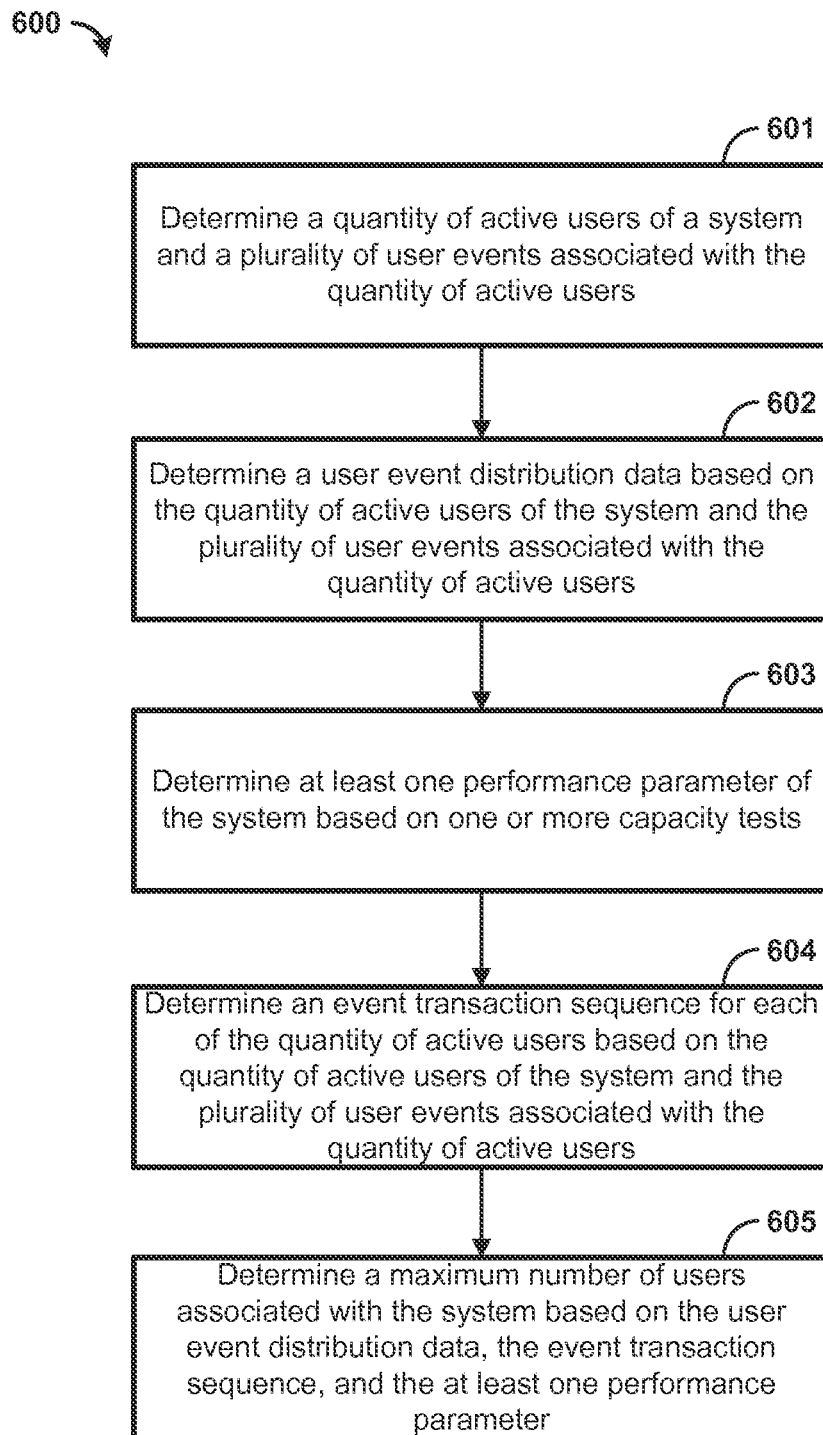 600
601
Determine a quantity of active users of a system
and a plurality of user events associated with the
quantity of active users
602
Determine a user event distribution data based on
the quantity of active users of the system and the
plurality of user events associated with the
quantity of active users
603
Determine at least one performance parameter of
the system based on one or more capacity tests
604
Determine an event transaction sequence for each
of the quantity of active users based on the
quantity of active users of the system and the
plurality of user events associated with the
quantity of active users
605
Determine a maximum number of users
associated with the system based on the user
event distribution data, the event transaction
sequence, and the at least one performance
parameter